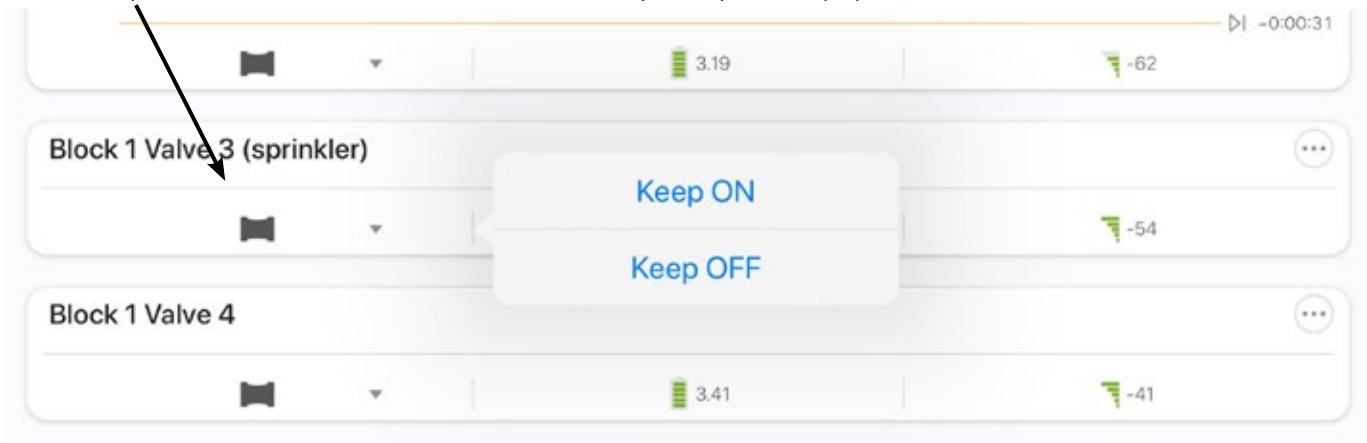 -0:00:31
3.19 -62
Block 1 Valve 3 (sprinkler)
Keep ON
-54
Keep OFF
Block 1 Valve 4
3.41 -41